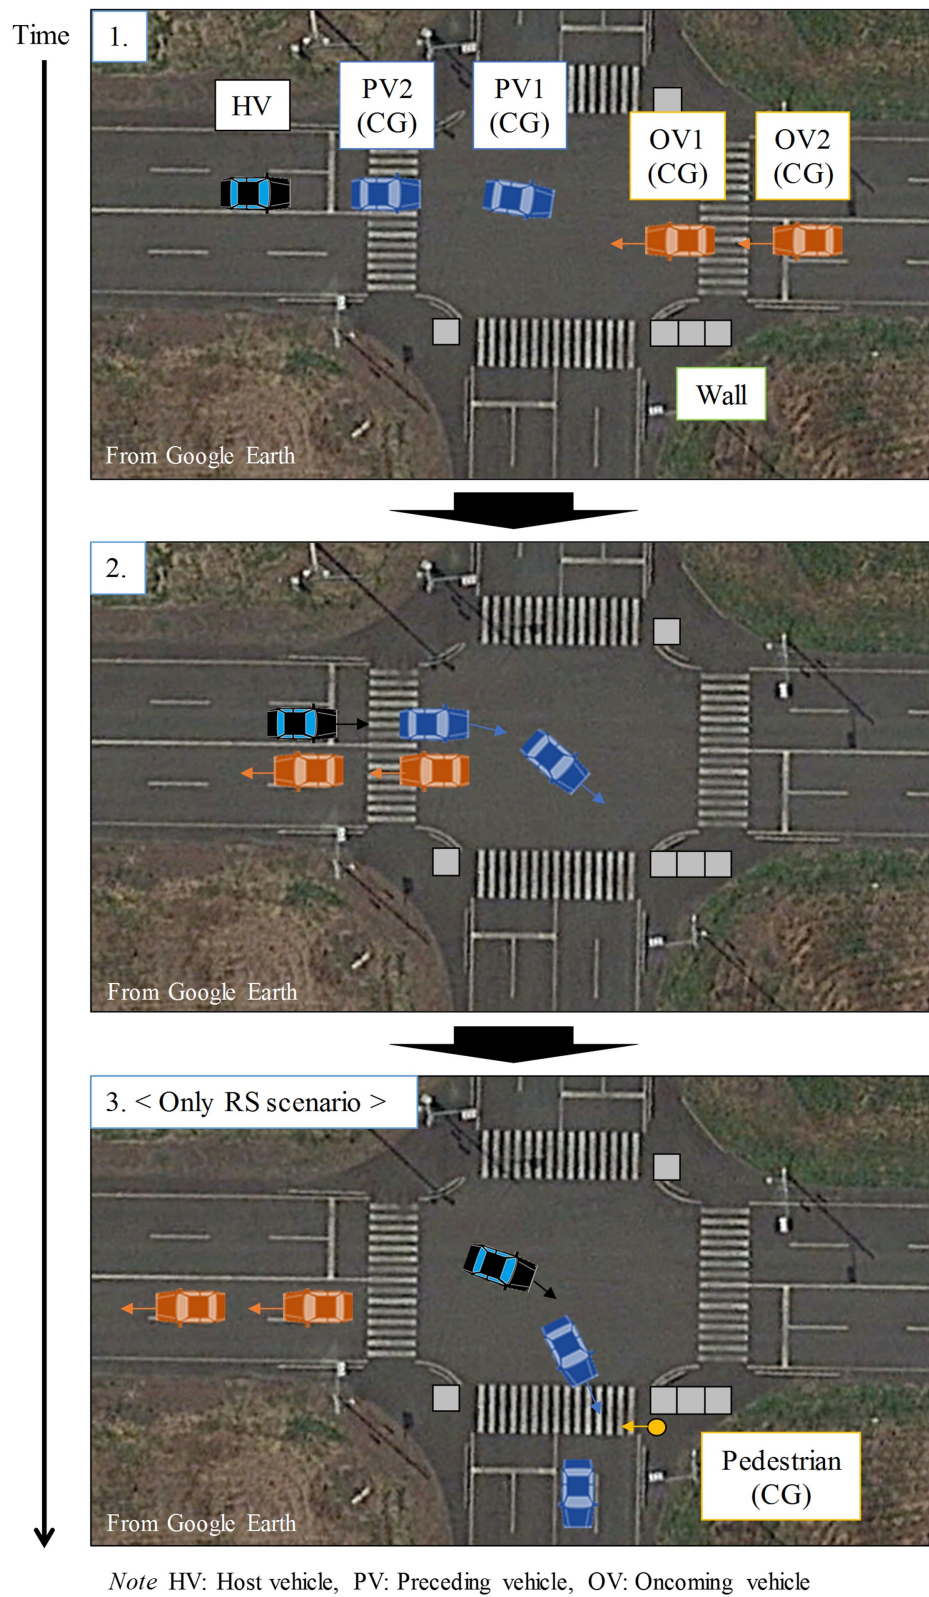 Time
1.
HV
PV2
(CG)
PV1
(CG)
OV1
(CG)
OV2
(CG)
Wall
From Google Earth
2.
From Google Earth
3. < Only RS scenario >
Pedestrian
(CG)
From Google Earth
Note HV: Host vehicle, PV: Preceding vehicle, OV: Oncoming vehicle